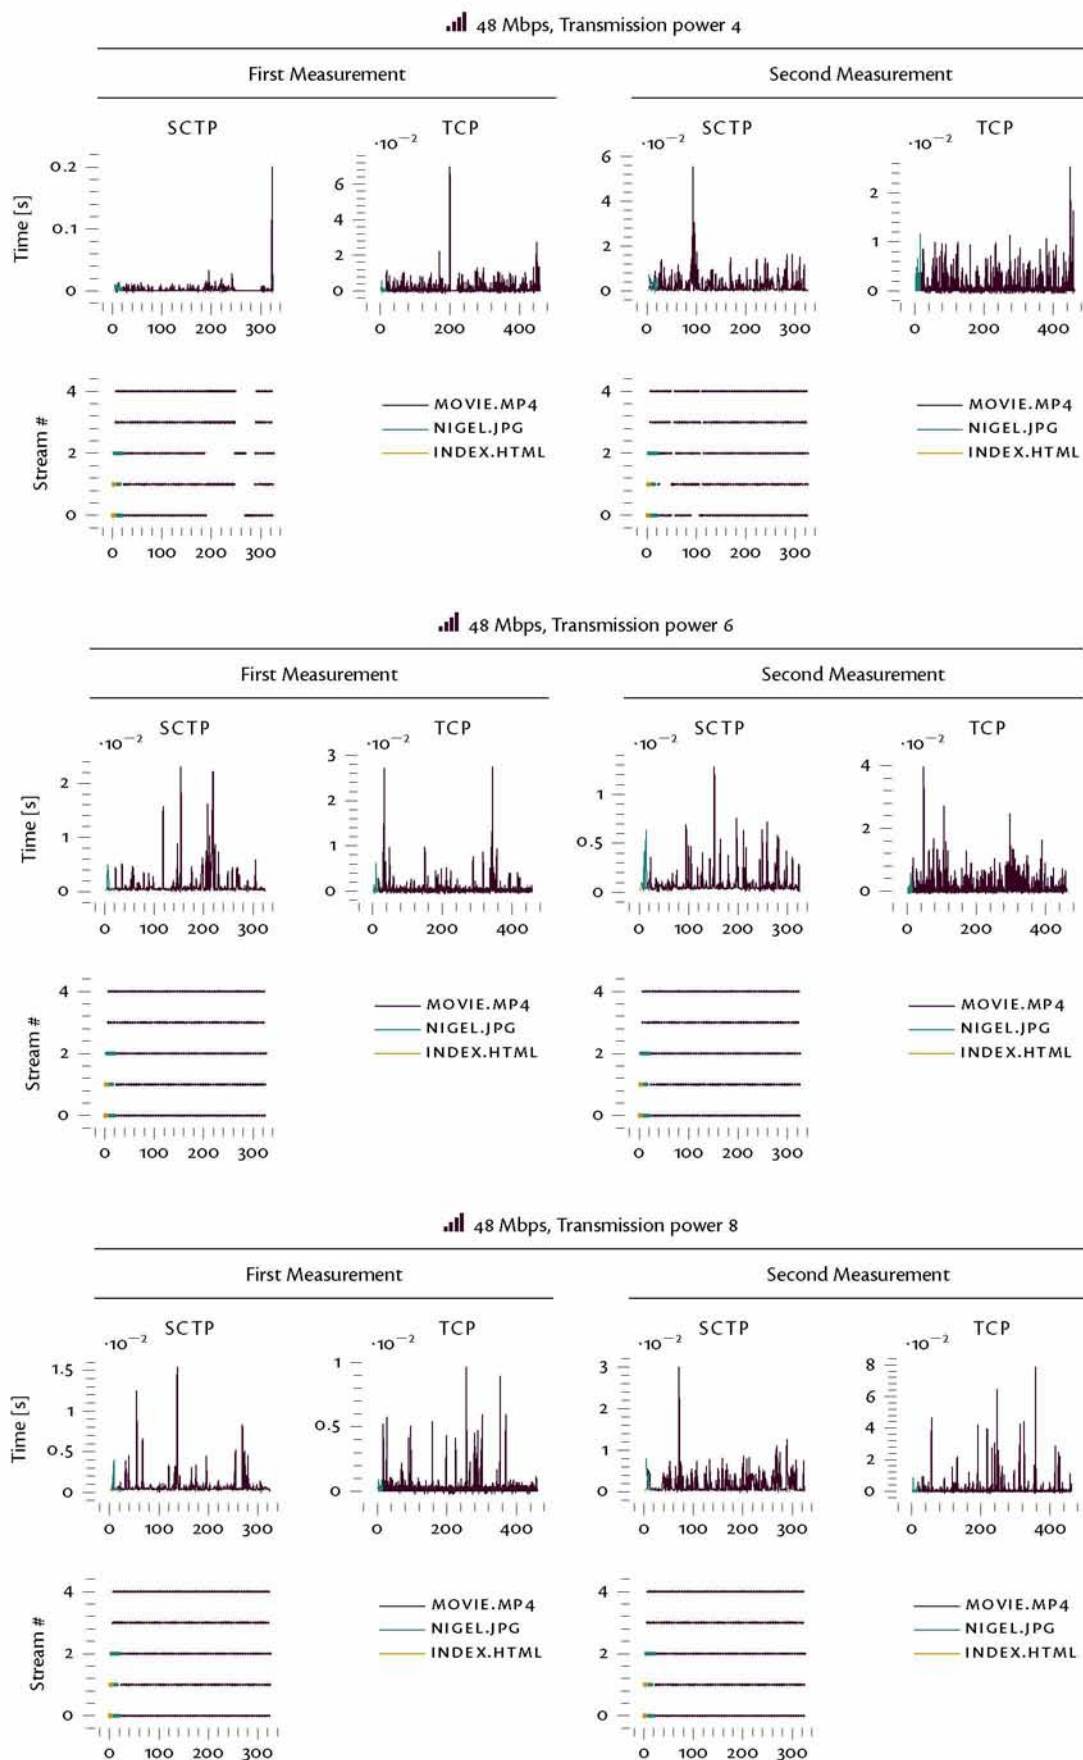 48 Mbps, Transmission power 4
First Measurement
Second Measurement
SCTP
TCP
SCTP
TCP
·10−2
·10−2
·10−2
Time [s]
0.2
0.1
0
0 100 200 300
6
4
2
0
0 200 400
6
4
2
0
0 100 200 300
2
1
0
0 200 400
Stream #
4
2
0
0 100 200 300
MOVIE.MP4
NIGEL.JPG
INDEX.HTML
4
2
0
0 100 200 300
MOVIE.MP4
NIGEL.JPG
INDEX.HTML
48 Mbps, Transmission power 6
First Measurement
Second Measurement
SCTP
TCP
SCTP
TCP
·10−2
·10−2
·10−2
·10−2
Time [s]
2
1
0
0 100 200 300
3
2
1
0
0 200 400
1
0.5
0
0 100 200 300
4
2
0
0 200 400
Stream #
4
2
0
0 100 200 300
MOVIE.MP4
NIGEL.JPG
INDEX.HTML
4
2
0
0 100 200 300
MOVIE.MP4
NIGEL.JPG
INDEX.HTML
48 Mbps, Transmission power 8
First Measurement
Second Measurement
SCTP
TCP
SCTP
TCP
·10−2
·10−2
·10−2
·10−2
Time [s]
1.5
1
0.5
0
0 100 200 300
1
0.5
0
0 200 400
3
2
1
0
0 100 200 300
8
6
4
2
0
0 200 400
Stream #
4
2
0
0 100 200 300
MOVIE.MP4
NIGEL.JPG
INDEX.HTML
4
2
0
0 100 200 300
MOVIE.MP4
NIGEL.JPG
INDEX.HTML